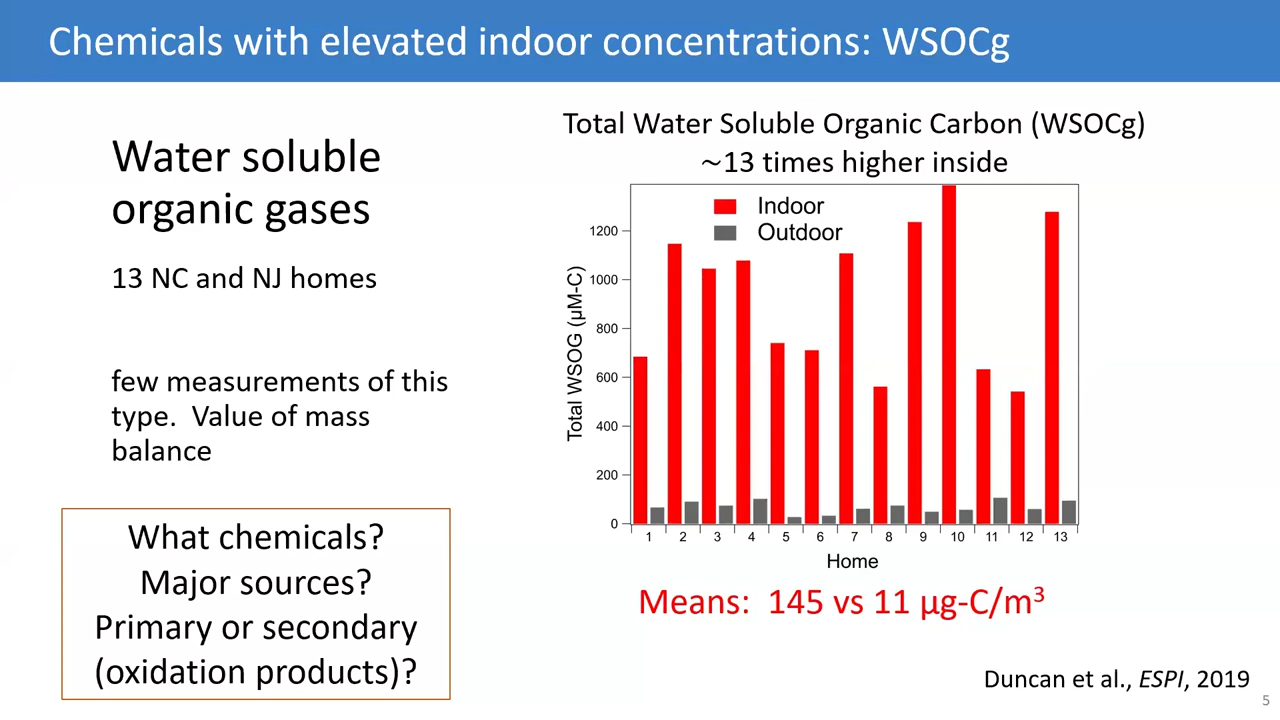 Chemicals with elevated indoor concentrations: WSOCg
Water soluble
organic gases
13 NC and NJ homes
few measurements of this
type.  Value of mass
balance
What chemicals?
Major sources?
Primary or secondary
(oxidation products)?
Total Water Soluble Organic Carbon (WSOCg)
~13 times higher inside
Indoor
Outdoor
Total WSOG (µM-C)
1200
1000
800
600
400
200
0
1 2 3 4 5 6 7 8 9 10 11 12 13
Home
Means:  145 vs 11 µg-C/m³
Duncan et al., ESPI, 2019
5